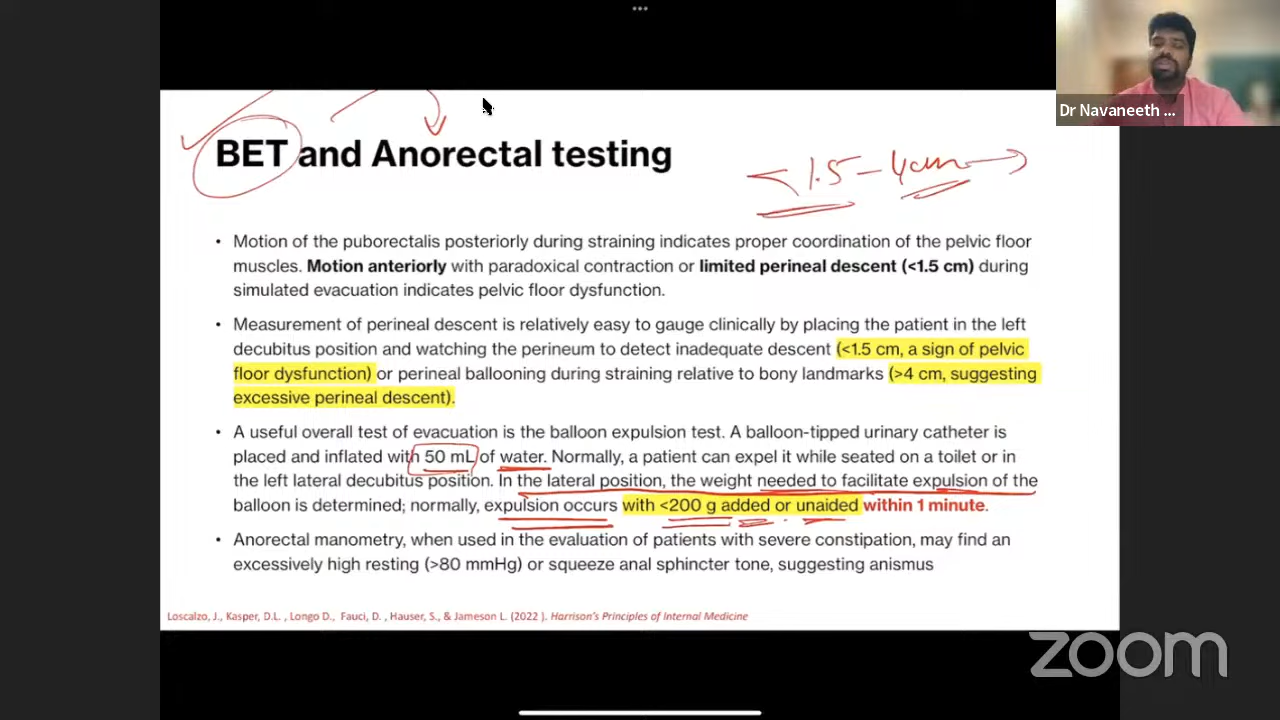 Dr Navaneeth ...
BET and Anorectal testing
<1.5-4cm
• Motion of the puborectalis posteriorly during straining indicates proper coordination of the pelvic floor
muscles. Motion anteriorly with paradoxical contraction or limited perineal descent (<1.5 cm) during
simulated evacuation indicates pelvic floor dysfunction.
• Measurement of perineal descent is relatively easy to gauge clinically by placing the patient in the left
decubitus position and watching the perineum to detect inadequate descent (<1.5 cm, a sign of pelvic
floor dysfunction) or perineal ballooning during straining relative to bony landmarks (>4 cm, suggesting
excessive perineal descent).
• A useful overall test of evacuation is the balloon expulsion test. A balloon-tipped urinary catheter is
placed and inflated with 50 mL of water. Normally, a patient can expel it while seated on a toilet or in
the left lateral decubitus position. In the lateral position, the weight needed to facilitate expulsion of the
balloon is determined; normally, expulsion occurs with <200 g added or unaided within 1 minute.
• Anorectal manometry, when used in the evaluation of patients with severe constipation, may find an
excessively high resting (>80 mmHg) or squeeze anal sphincter tone, suggesting anismus
Loscalzo, J., Kasper, D.L. , Longo D., Fauci, D. , Hauser, S., & Jameson L. (2022 ). Harrison's Principles of Internal Medicine
zoom